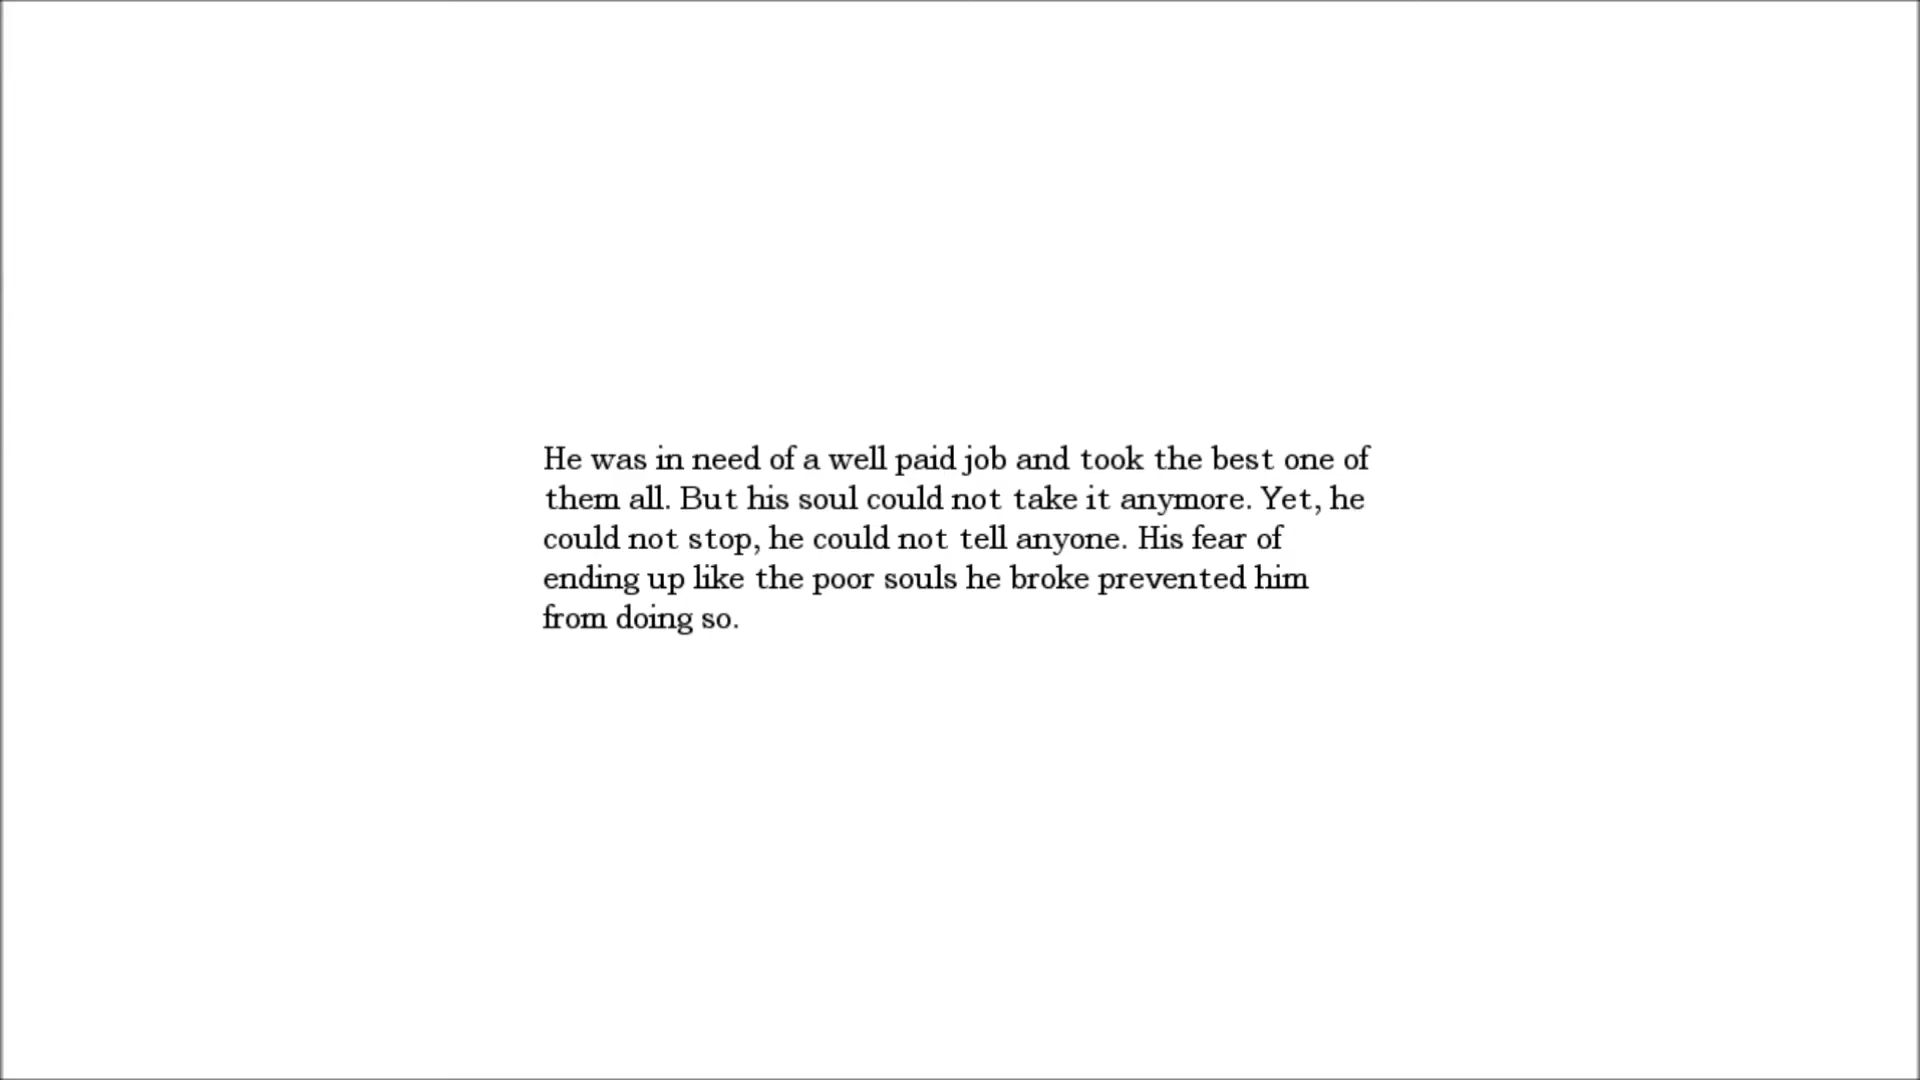 He was in need of a well paid job and took the best one of
them all. But his soul could not take it anymore. Yet, he
could not stop, he could not tell anyone. His fear of
ending up like the poor souls he broke prevented him
from doing so.